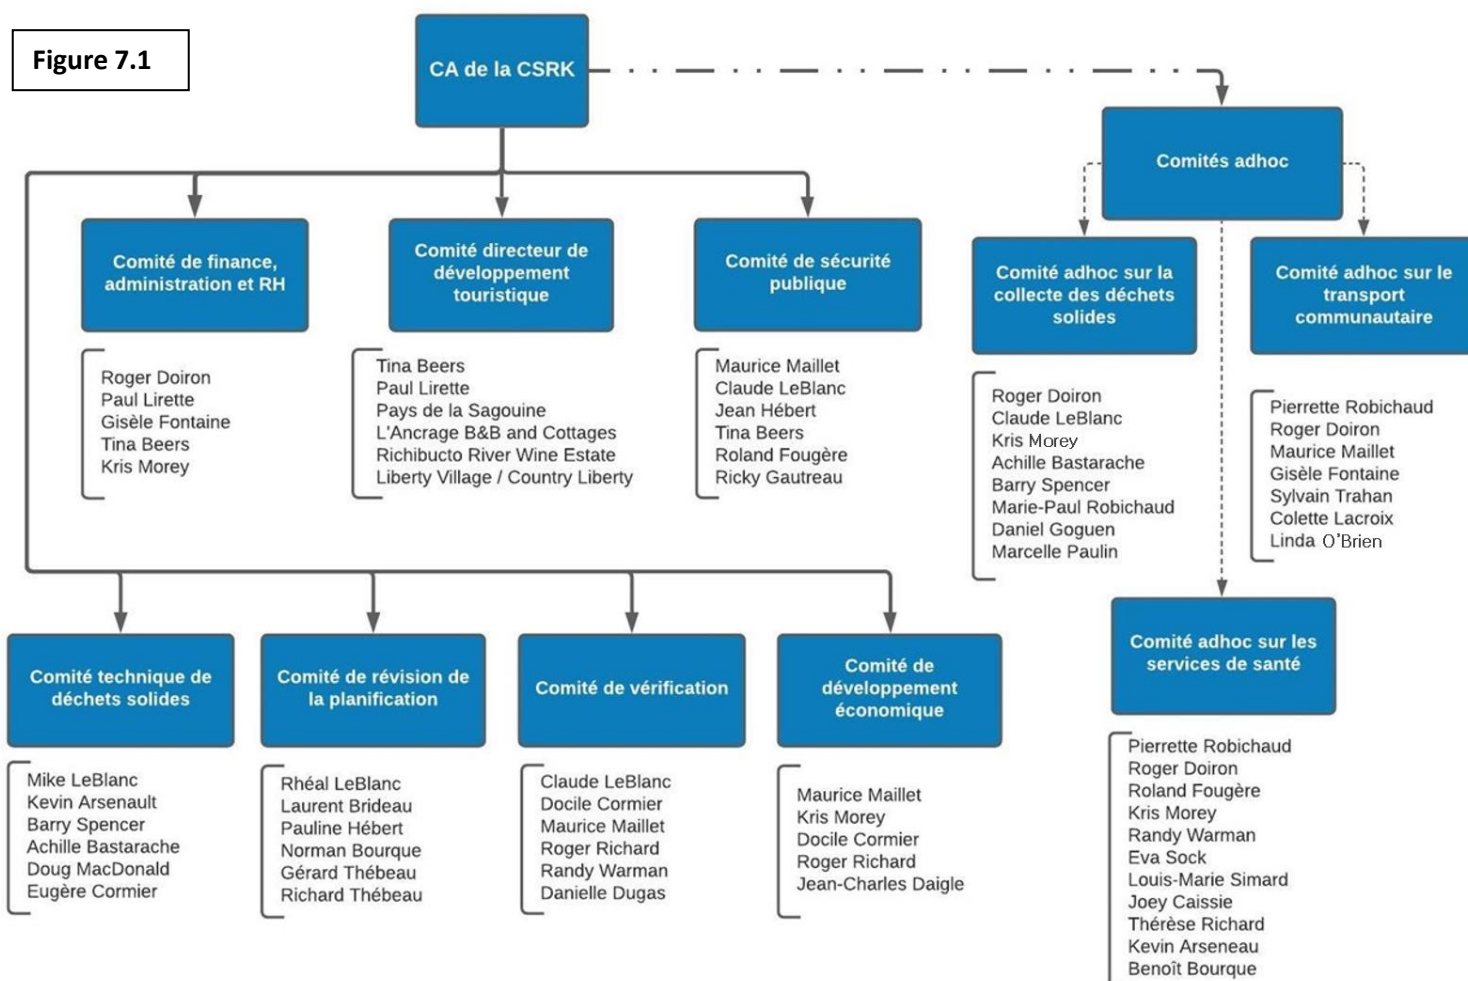 Figure 7.1
CA de la CSRK
Comités adhoc
Comité de finance,
administration et RH
Roger Doiron
Paul Lirette
Gisèle Fontaine
Tina Beers
Kris Morey
Comité directeur de
développement
touristique
Tina Beers
Paul Lirette
Pays de la Sagouine
L'Ancrage B&B and Cottages
Richibucto River Wine Estate
Liberty Village / Country Liberty
Comité de sécurité
publique
Maurice Maillet
Claude LeBlanc
Jean Hébert
Tina Beers
Roland Fougère
Ricky Gautreau
Comité adhoc sur la
collecte des déchets
solides
Roger Doiron
Claude LeBlanc
Kris Morey
Achille Bastarache
Barry Spencer
Marie-Paul Robichaud
Daniel Goguen
Marcelle Paulin
Comité adhoc sur le
transport
communautaire
Pierrette Robichaud
Roger Doiron
Maurice Maillet
Gisèle Fontaine
Sylvain Trahan
Colette Lacroix
Linda O'Brien
Comité technique de
déchets solides
Mike LeBlanc
Kevin Arsenault
Barry Spencer
Achille Bastarache
Doug MacDonald
Eugère Cormier
Comité de révision de
la planification
Rhéal LeBlanc
Laurent Brideau
Pauline Hébert
Norman Bourque
Gérard Thébeau
Richard Thébeau
Comité de vérification
Claude LeBlanc
Docile Cormier
Maurice Maillet
Roger Richard
Randy Warman
Danielle Dugas
Comité de
développement
économique
Maurice Maillet
Kris Morey
Docile Cormier
Roger Richard
Jean-Charles Daigle
Comité adhoc sur les
services de santé
Pierrette Robichaud
Roger Doiron
Roland Fougère
Kris Morey
Randy Warman
Eva Sock
Louis-Marie Simard
Joey Caissie
Thérèse Richard
Kevin Arseneau
Benoît Bourque